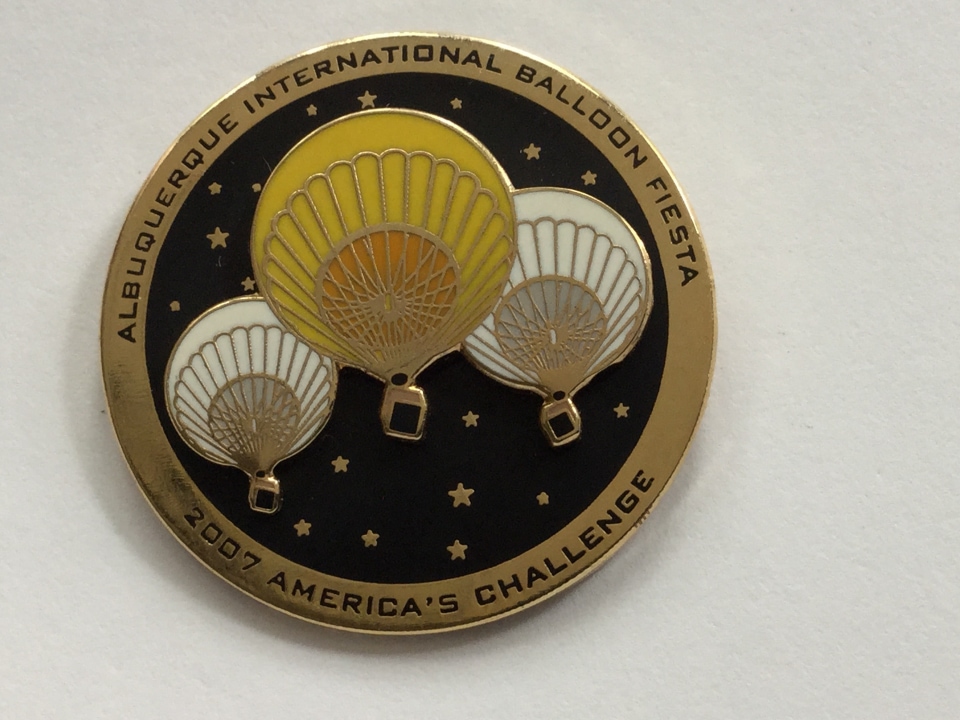 ALBUQUERQUE INTERNATIONAL BALLOON FIESTA
2007 AMERICA'S CHALLENGE